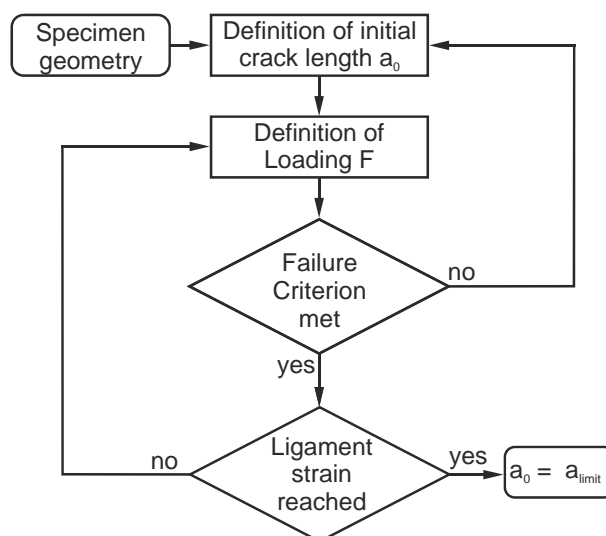 Specimen
geometry
Definition of initial
crack length a₀
Definition of
Loading F
Failure
Criterion
met
no
yes
Ligament
strain
reached
no
yes
a₀ = a_limit